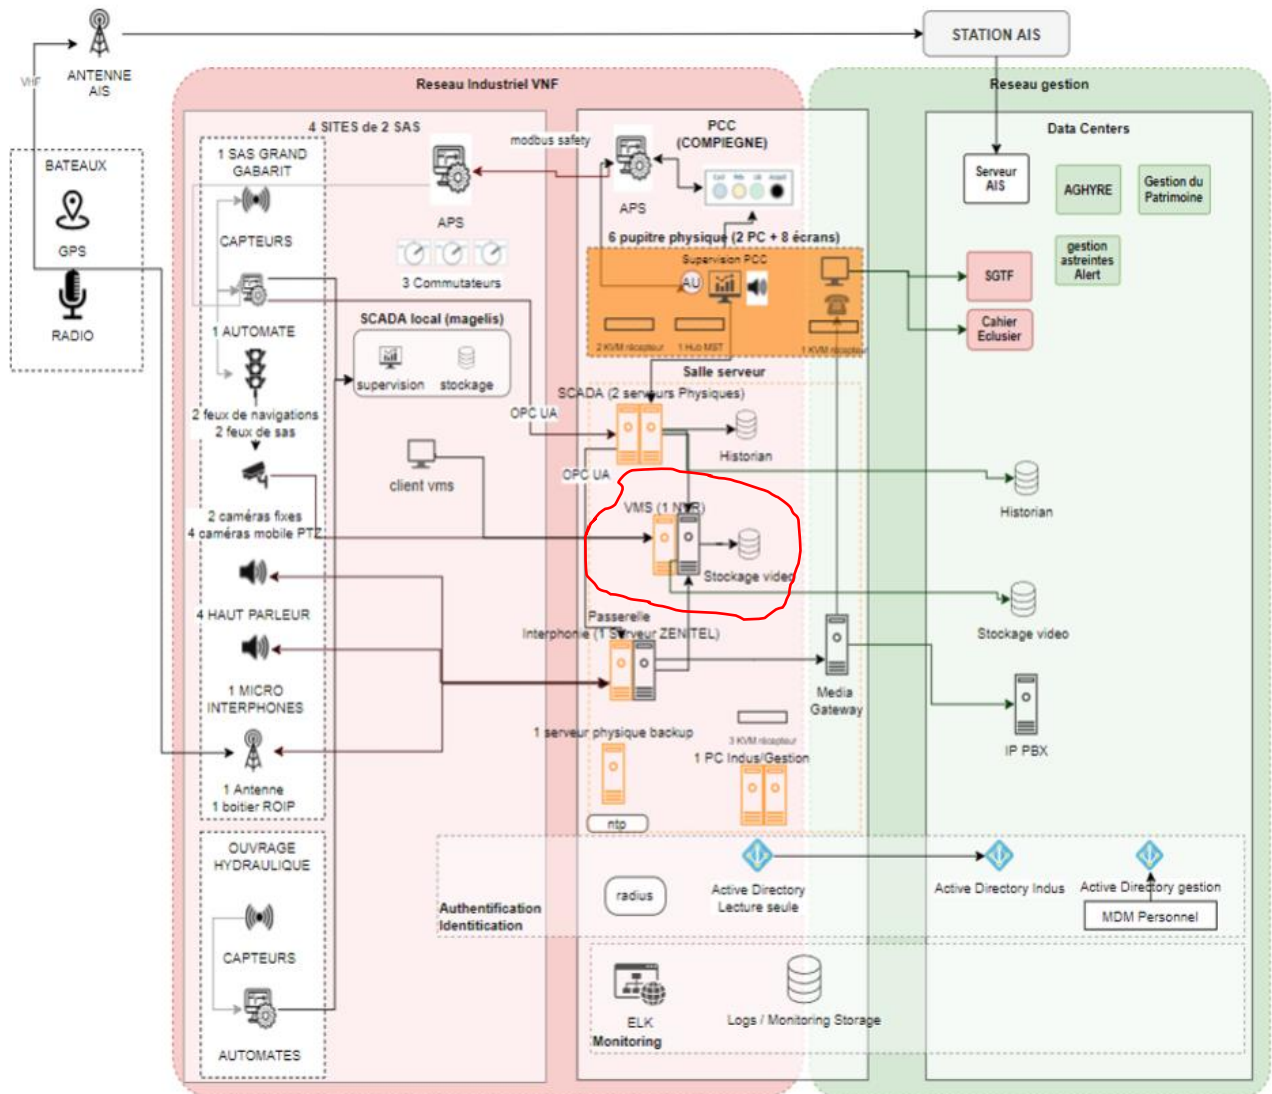 STATION AIS
VHF
ANTENNE
AIS
Reseau Industriel VNF
Reseau gestion
4 SITES de 2 SAS
PCC
(COMPIEGNE)
Data Centers
modbus safety
1 SAS GRAND
GABARIT
BATEAUX
GPS
RADIO
CAPTEURS
APS
APS
Serveur
AIS
AGHYRE
Gestion du
Patrimoine
6 pupitre physique (2 PC + 8 écrans)
3 Commutateurs
Supervision PCC
AU
gestion
astreintes
Alert
SGTF
1 AUTOMATE
SCADA local (magelis)
supervision
stockage
2 KVM récepteur
1 Hub MST
1 KVM récepteur
Cahier
Eclusier
Salle serveur
SCADA (2 serveurs Physiques)
2 feux de navigations
2 feux de sas
OPC UA
Historian
OPC UA
client vms
Historian
VMS (1 NVR)
2 caméras fixes
4 caméras mobile PTZ
Stockage video
4 HAUT PARLEUR
Passerelle
Interphonie (1 Serveur ZENITEL)
Stockage video
1 MICRO
INTERPHONES
Media
Gateway
1 serveur physique backup
3 KVM récepteur
1 PC Indus/Gestion
IP PBX
1 Antenne
1 boitier ROIP
ntp
OUVRAGE
HYDRAULIQUE
radius
Active Directory
Lecture seule
Active Directory Indus
Active Directory gestion
MDM Personnel
Authentification
Identitication
CAPTEURS
ELK
Monitoring
Logs / Monitoring Storage
AUTOMATES